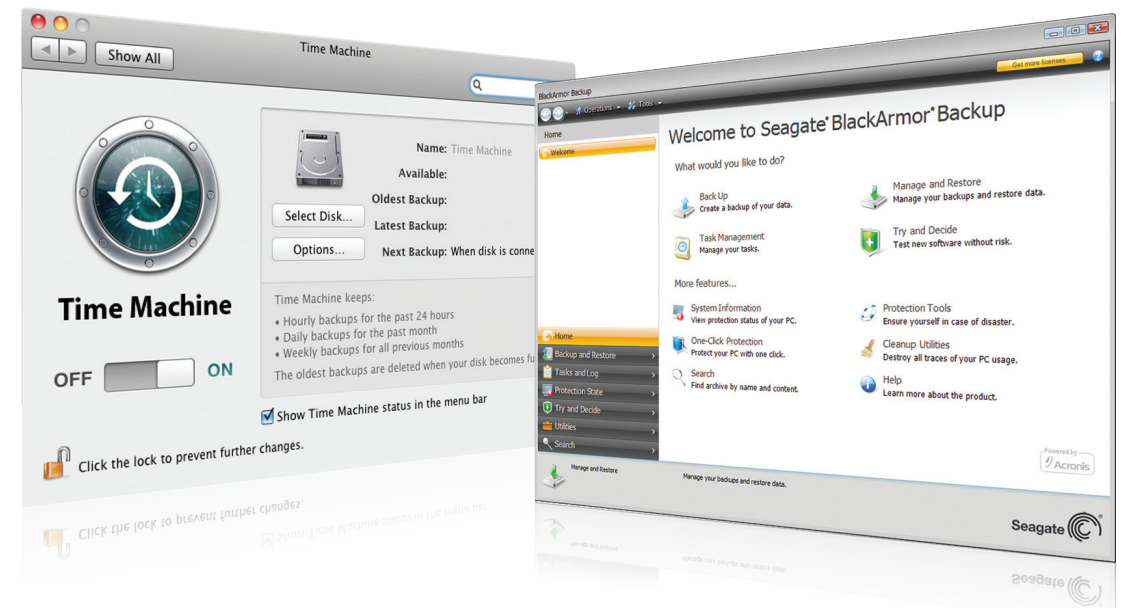 Time Machine
Show All
Name: Time Machine
Available:
Oldest Backup:
Select Disk...
Latest Backup:
Options...
Next Backup: When disk is conne
Time Machine
Time Machine keeps:
• Hourly backups for the past 24 hours
• Daily backups for the past month
• Weekly backups for all previous months
The oldest backups are deleted when your disk becomes fu
OFF
ON
Show Time Machine status in the menu bar
Click the lock to prevent further changes.
BlackArmor Backup
Get more licenses
Operations
Tools
Home
Welcome
Welcome to Seagate® BlackArmor® Backup
What would you like to do?
Back Up
Create a backup of your data.
Manage and Restore
Manage your backups and restore data.
Task Management
Manage your tasks.
Try and Decide
Test new software without risk.
More features...
System Information
View protection status of your PC.
Protection Tools
Ensure yourself in case of disaster.
One-Click Protection
Protect your PC with one click.
Cleanup Utilities
Destroy all traces of your PC usage.
Search
Find archive by name and content.
Help
Learn more about the product.
Home
Backup and Restore
Tasks and Log
Protection State
Try and Decide
Utilities
Search
Powered by
Acronis
Manage and Restore
Manage your backups and restore data.
Seagate